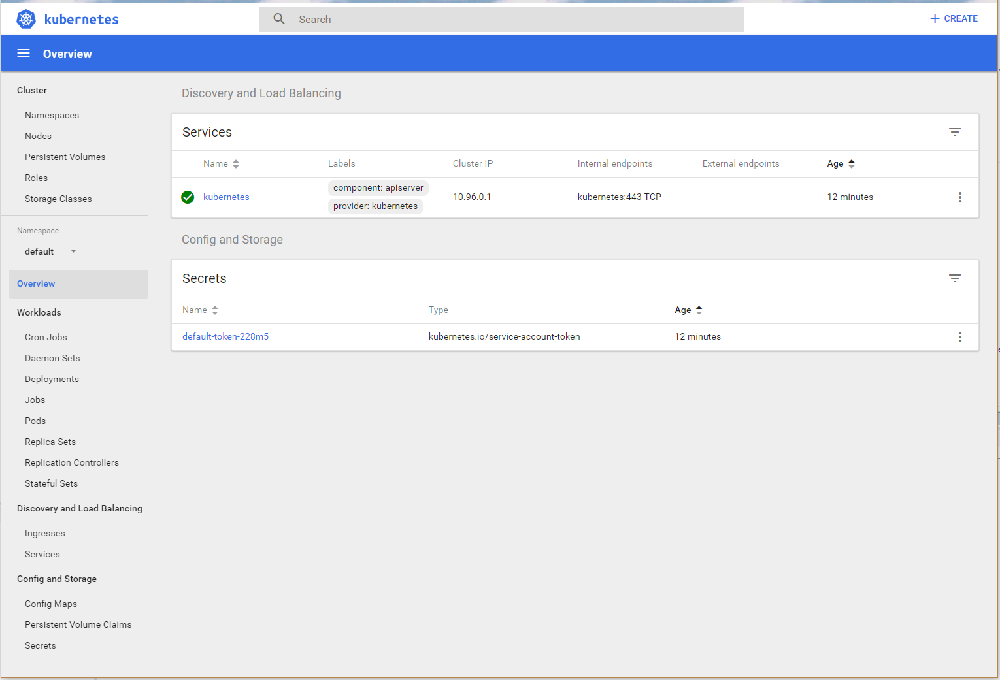 kubernetes
Search
CREATE
Overview
Cluster
Namespaces
Nodes
Persistent Volumes
Roles
Storage Classes
Namespace
default
Overview
Workloads
Cron Jobs
Daemon Sets
Deployments
Jobs
Pods
Replica Sets
Replication Controllers
Stateful Sets
Discovery and Load Balancing
Ingresses
Services
Config and Storage
Config Maps
Persistent Volume Claims
Secrets
Discovery and Load Balancing
Services
Name Labels Cluster IP Internal endpoints External endpoints Age
component: apiserver
kubernetes 10.96.0.1 kubernetes:443 TCP - 12 minutes
provider: kubernetes
Config and Storage
Secrets
Name Type Age
default-token-228m5 kubernetes.io/service-account-token 12 minutes